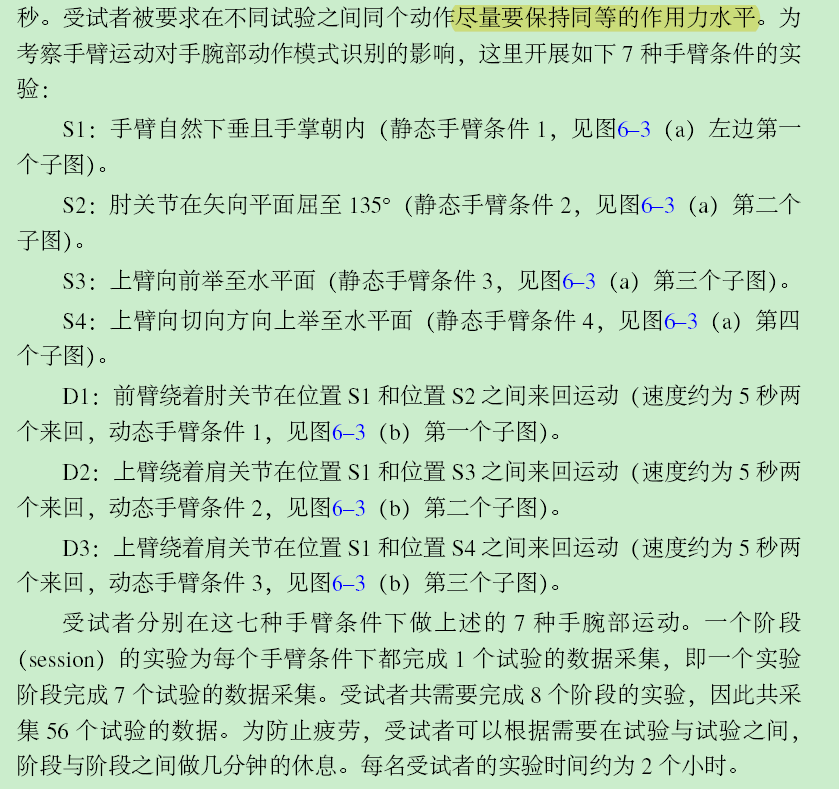 秒。受试者被要求在不同试验之间同个动作尽量要保持同等的作用力水平。为
考察手臂运动对手腕部动作模式识别的影响，这里开展如下 7 种手臂条件的实
验：
S1：手臂自然下垂且手掌朝内（静态手臂条件 1，见图6–3（a）左边第一
个子图）。
S2：肘关节在矢向平面屈至 135°（静态手臂条件 2，见图6–3（a）第二个
子图）。
S3：上臂向前举至水平面（静态手臂条件 3，见图6–3（a）第三个子图）。
S4：上臂向切向方向上举至水平面（静态手臂条件 4，见图6–3（a）第四
个子图）。
D1：前臂绕着肘关节在位置 S1 和位置 S2 之间来回运动（速度约为 5 秒两
个来回，动态手臂条件 1，见图6–3（b）第一个子图）。
D2：上臂绕着肩关节在位置 S1 和位置 S3 之间来回运动（速度约为 5 秒两
个来回，动态手臂条件 2，见图6–3（b）第二个子图）。
D3：上臂绕着肩关节在位置 S1 和位置 S4 之间来回运动（速度约为 5 秒两
个来回，动态手臂条件 3，见图6–3（b）第三个子图）。
受试者分别在这七种手臂条件下做上述的 7 种手腕部运动。一个阶段
（session）的实验为每个手臂条件下都完成 1 个试验的数据采集，即一个实验
阶段完成 7 个试验的数据采集。受试者共需要完成 8 个阶段的实验，因此共采
集 56 个试验的数据。为防止疲劳，受试者可以根据需要在试验与试验之间，
阶段与阶段之间做几分钟的休息。每名受试者的实验时间约为 2 个小时。